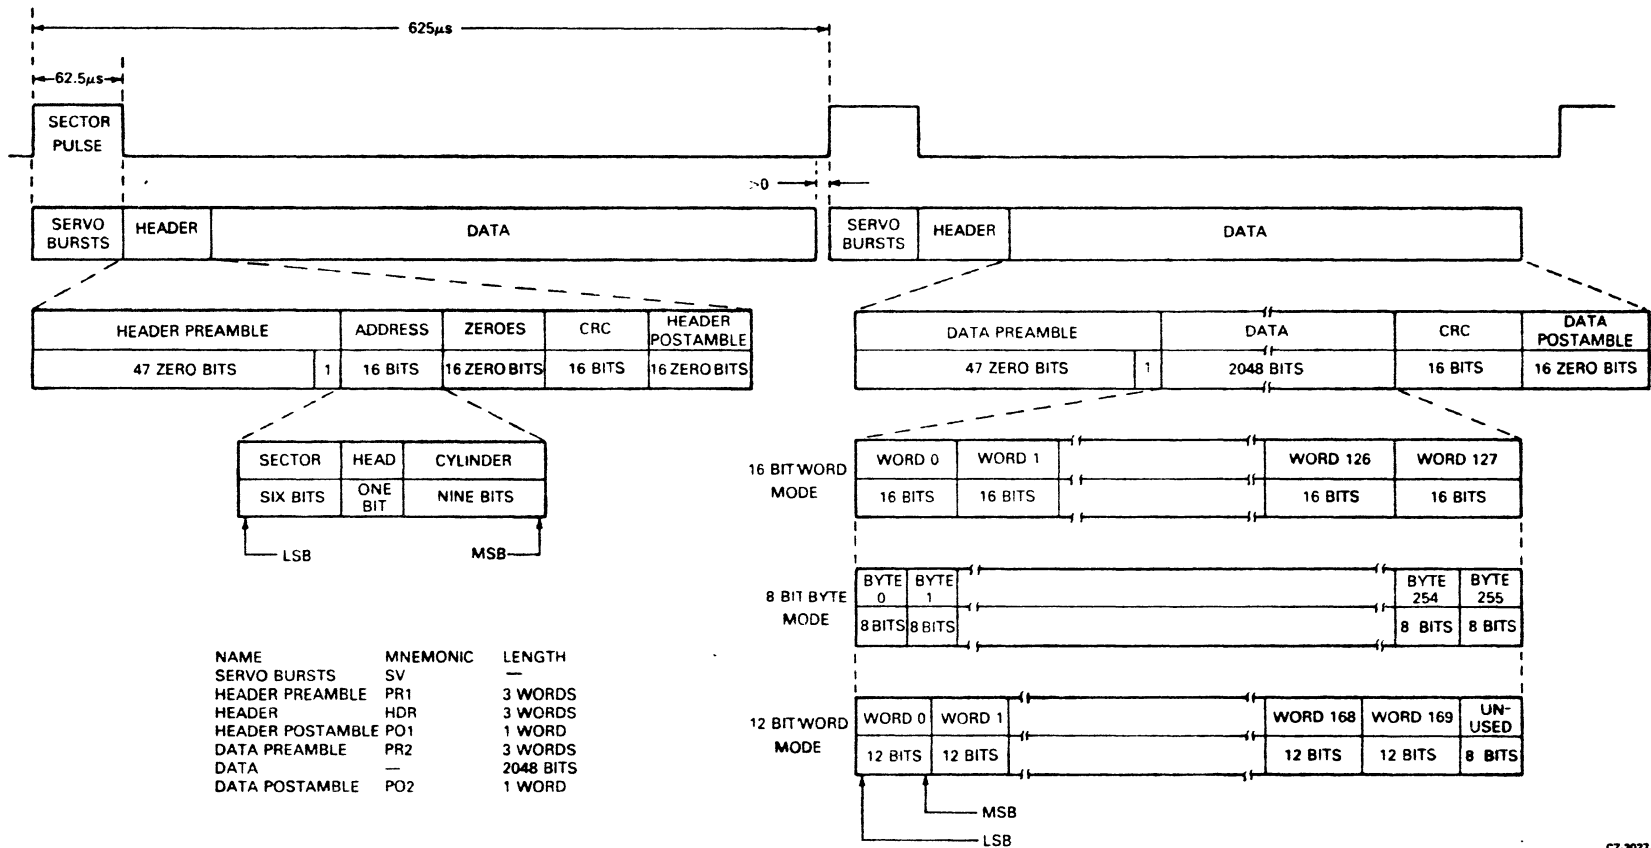 625μs
62.5μs
SECTOR
PULSE
>0
SERVO
BURSTS
HEADER
DATA
SERVO
BURSTS
HEADER
DATA
HEADER PREAMBLE
ADDRESS
ZEROES
CRC
HEADER
POSTAMBLE
47 ZERO BITS
1
16 BITS
16 ZERO BITS
16 BITS
16 ZERO BITS
DATA PREAMBLE
DATA
CRC
DATA
POSTAMBLE
47 ZERO BITS
1
2048 BITS
16 BITS
16 ZERO BITS
SECTOR
HEAD
CYLINDER
SIX BITS
ONE
BIT
NINE BITS
LSB
MSB
16 BIT WORD
MODE
WORD 0
WORD 1
WORD 126
WORD 127
16 BITS
16 BITS
16 BITS
16 BITS
8 BIT BYTE
MODE
BYTE
0
BYTE
1
BYTE
254
BYTE
255
8 BITS
8 BITS
8 BITS
8 BITS
12 BIT WORD
MODE
WORD 0
WORD 1
WORD 168
WORD 169
UN-
USED
12 BITS
12 BITS
12 BITS
12 BITS
8 BITS
MSB
LSB
NAME MNEMONIC LENGTH
SERVO BURSTS SV —
HEADER PREAMBLE PR1 3 WORDS
HEADER HDR 3 WORDS
HEADER POSTAMBLE PO1 1 WORD
DATA PREAMBLE PR2 3 WORDS
DATA — 2048 BITS
DATA POSTAMBLE PO2 1 WORD